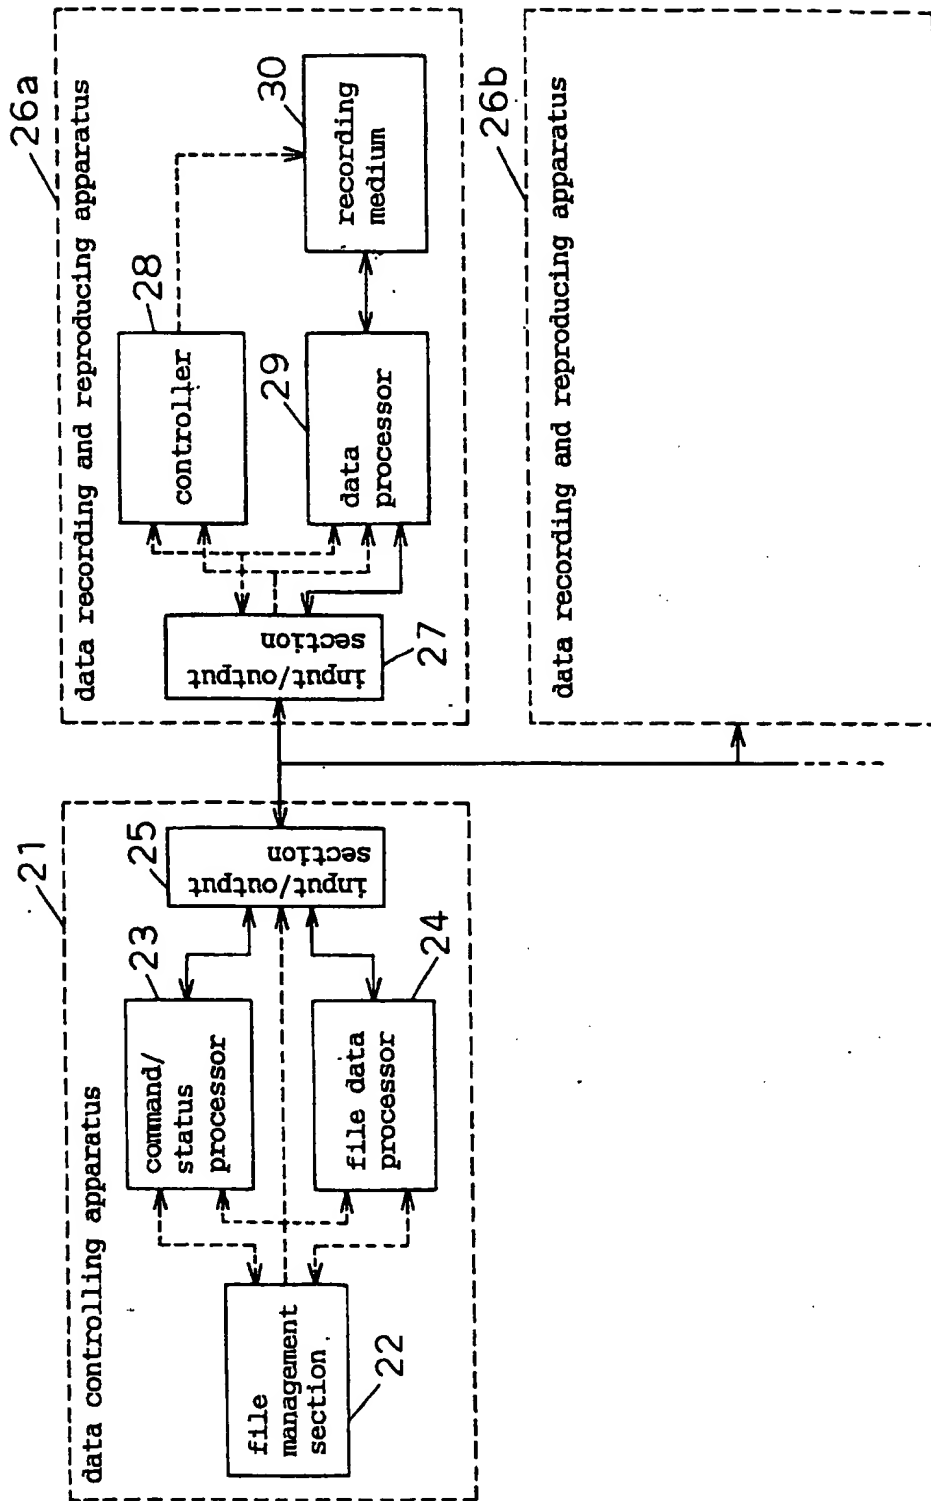 21
data controlling apparatus
file
management
section
22
command/
status
processor
23
file data
processor
24
input/output
section
25
26a
data recording and reproducing apparatus
input/output
section
27
controller
28
data
processor
29
recording
medium
30
26b
data recording and reproducing apparatus